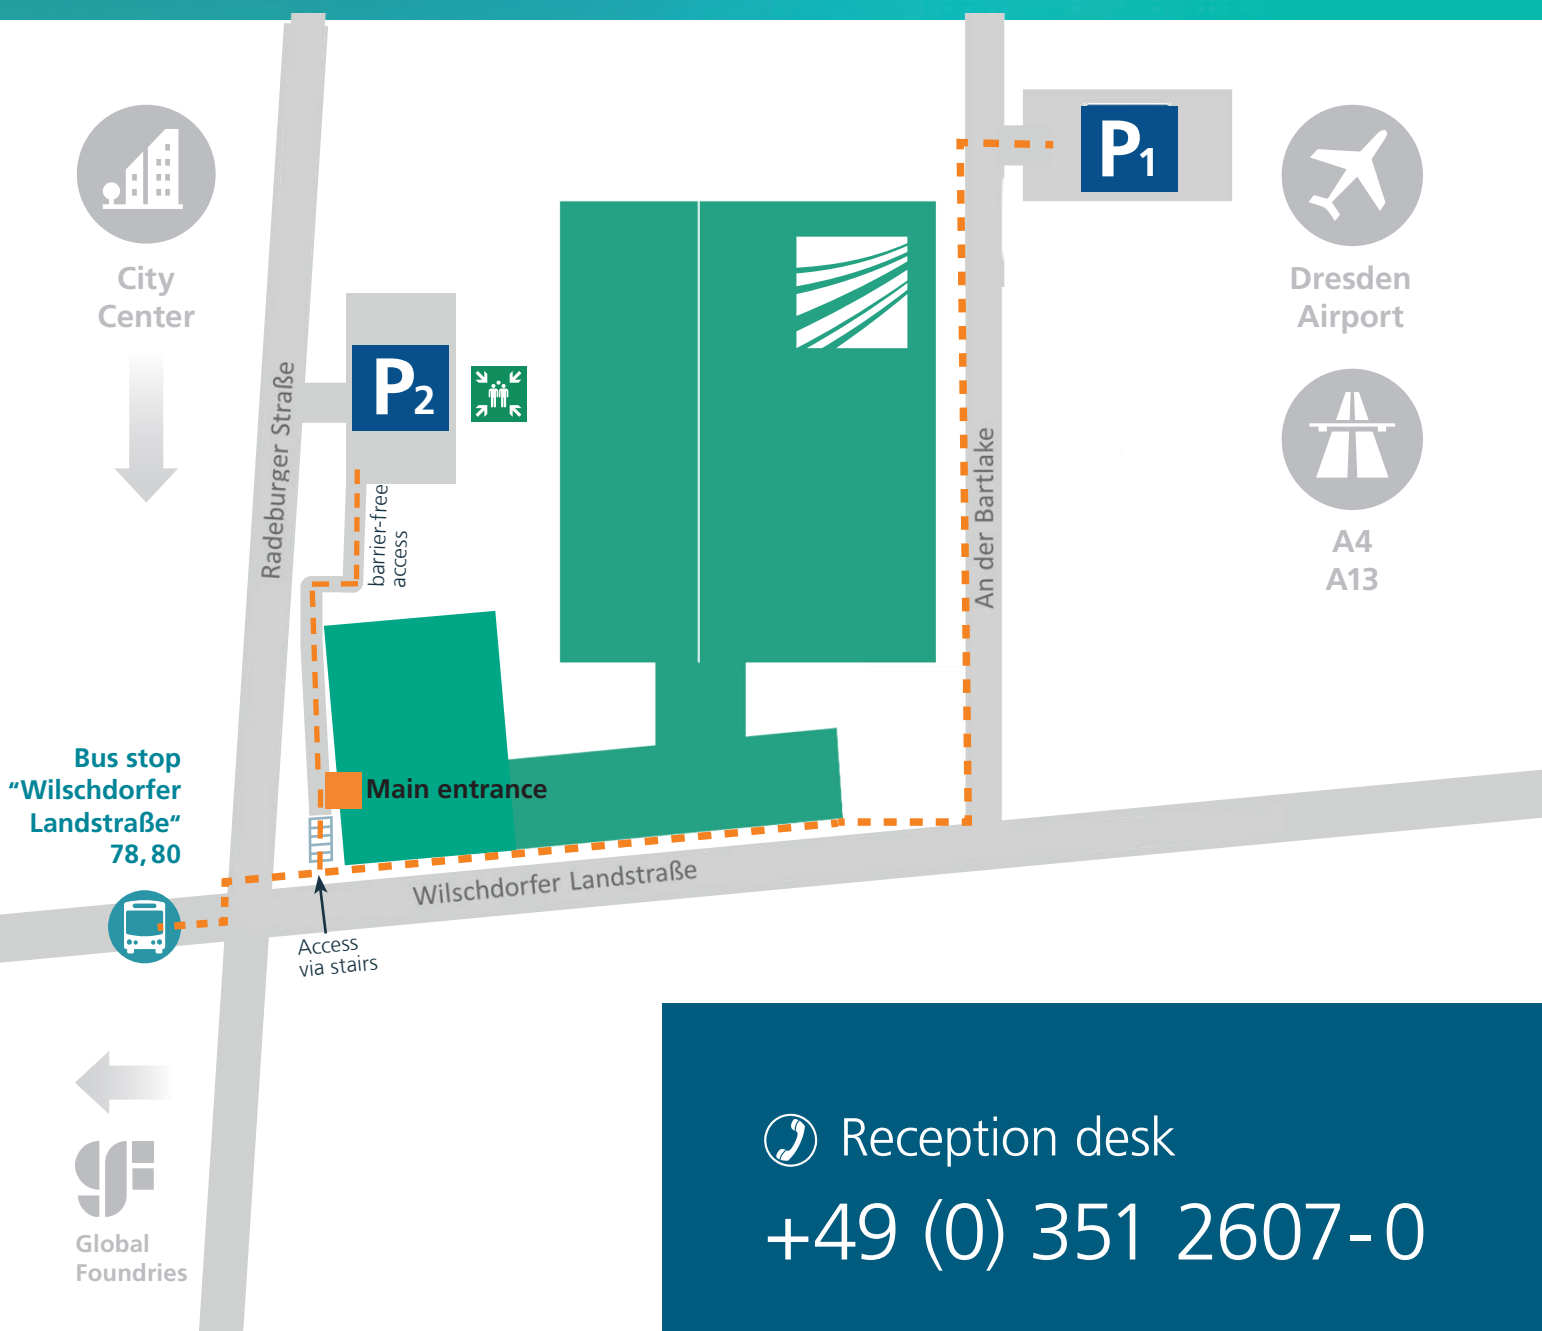 City
Center
P1
Dresden
Airport
P2
Radeburger Straße
barrier-free
access
An der Bartlake
A4
A13
Bus stop
“Wilschdorfer
Landstraße“
78, 80
Main entrance
Wilschdorfer Landstraße
Access
via stairs
Global
Foundries
Reception desk
+49 (0) 351 2607-0